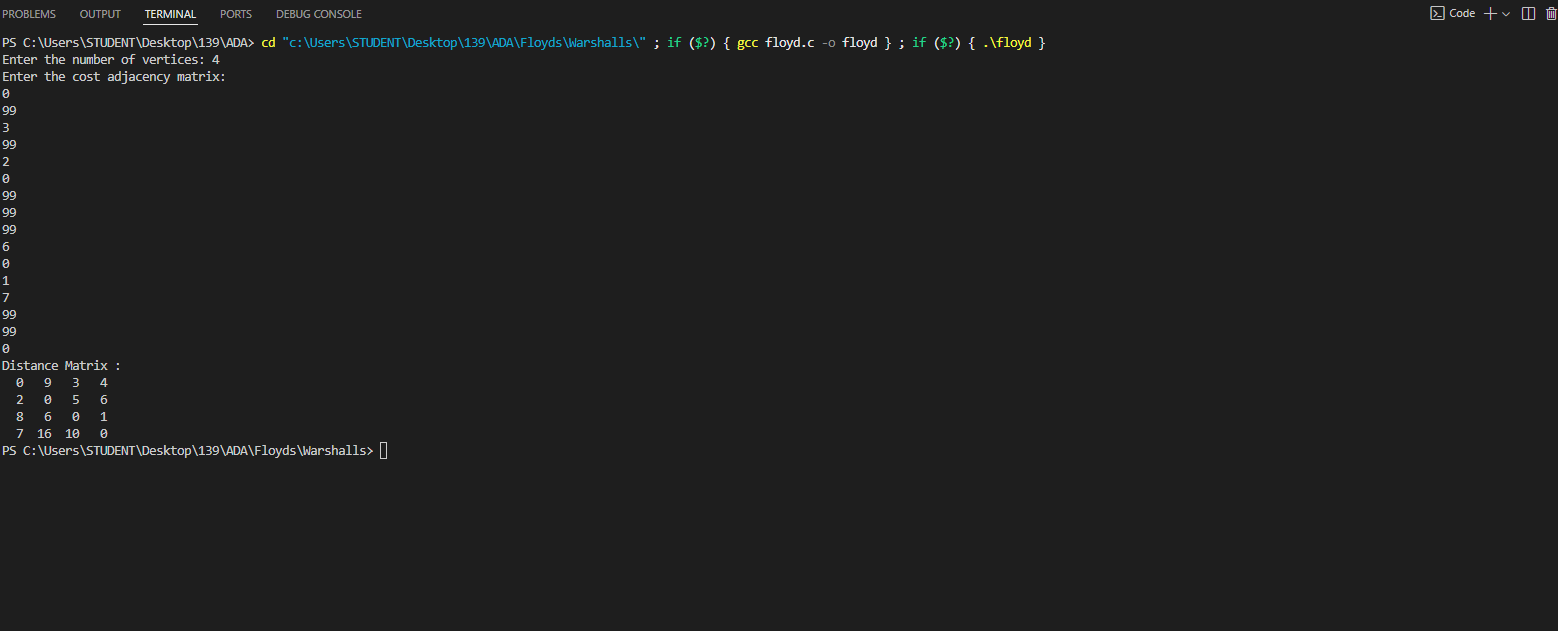 PROBLEMS OUTPUT TERMINAL PORTS DEBUG CONSOLE Code
PS C:\Users\STUDENT\Desktop\139\ADA> cd "c:\Users\STUDENT\Desktop\139\ADA\Floyds\Warshalls\" ; if ($?) { gcc floyd.c -o floyd } ; if ($?) { .\floyd }
Enter the number of vertices: 4
Enter the cost adjacency matrix:
0
99
3
99
2
0
99
99
99
6
0
1
7
99
99
0
Distance Matrix :
0 9 3 4
2 0 5 6
8 6 0 1
7 16 10 0
PS C:\Users\STUDENT\Desktop\139\ADA\Floyds\Warshalls>